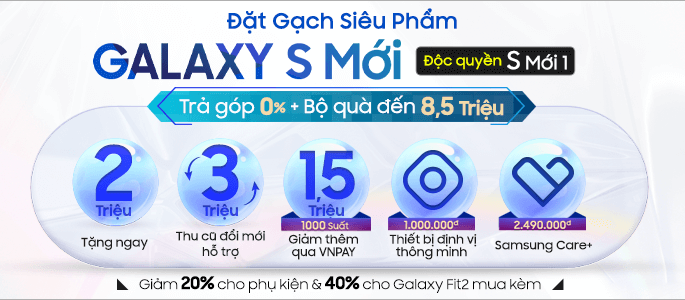 Đặt Gạch Siêu Phẩm
GALAXY S Mới
Độc quyền S Mới 1
Trả góp 0% + Bộ quà đến 8,5 Triệu
2
Triệu
Tặng ngay
3
Triệu
Thu cũ đổi mới
hỗ trợ
1,5
Triệu
1000 Suất
Giảm thêm
qua VNPAY
1.000.000đ
Thiết bị định vị
thông minh
2.490.000đ
Samsung Care+
Giảm 20% cho phụ kiện & 40% cho Galaxy Fit2 mua kèm